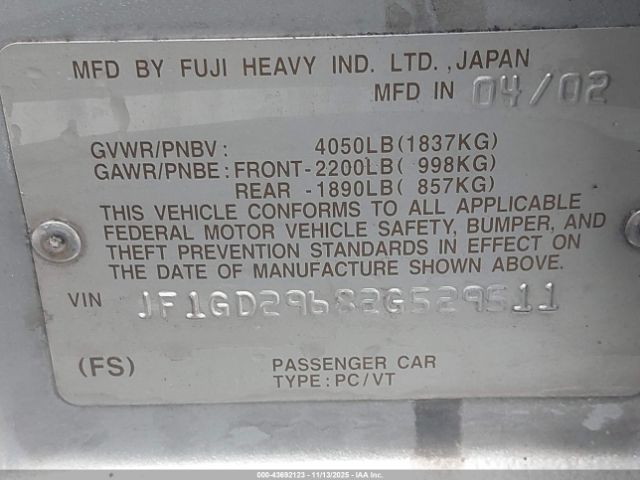 MFD BY FUJI HEAVY IND. LTD., JAPAN
MFD IN 04/02
GVWR/PNBV: 4050LB(1837KG)
GAWR/PNBE: FRONT-2200LB( 998KG)
REAR -1890LB( 857KG)
THIS VEHICLE CONFORMS TO ALL APPLICABLE
FEDERAL MOTOR VEHICLE SAFETY, BUMPER, AND
THEFT PREVENTION STANDARDS IN EFFECT ON
THE DATE OF MANUFACTURE SHOWN ABOVE.
VIN JF1GD29682G529511
(FS) PASSENGER CAR
TYPE: PC/VT
000-43692123 - 11/13/2025 - IAAI.com